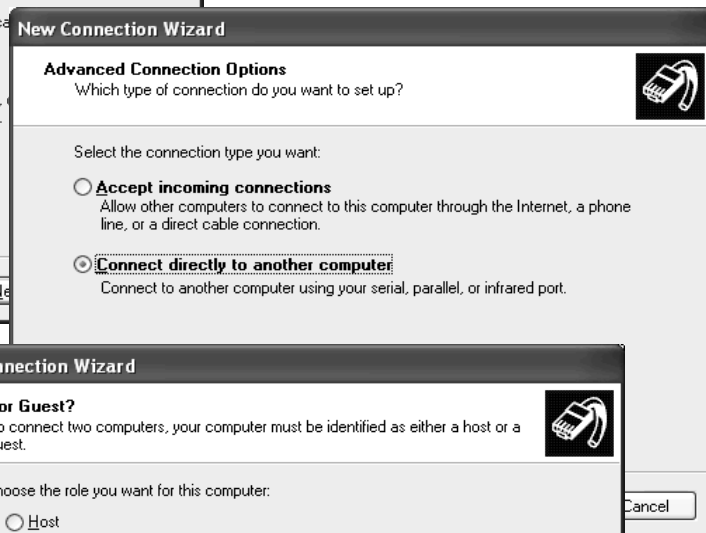 New Connection Wizard
Advanced Connection Options
Which type of connection do you want to set up?
Select the connection type you want:
Accept incoming connections
Allow other computers to connect to this computer through the Internet, a phone
line, or a direct cable connection.
Connect directly to another computer
Connect to another computer using your serial, parallel, or infrared port.
Wizard
or Guest?
connect two computers, your computer must be identified as either a host or a
the role you want for this computer:
Host
Cancel